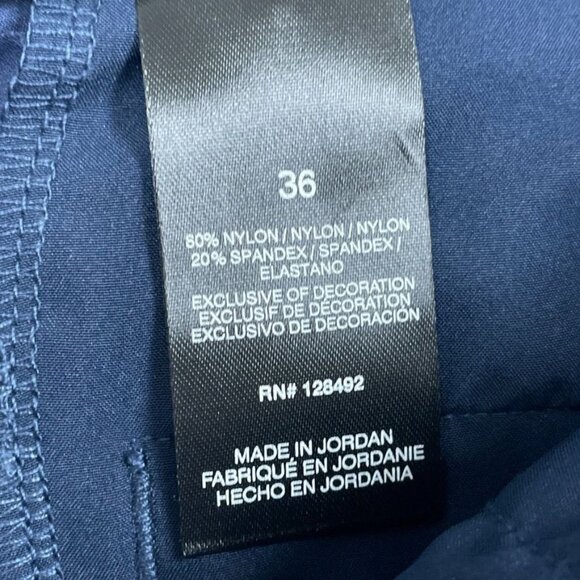 36
80% NYLON / NYLON / NYLON
20% SPANDEX / SPANDEX /
ELASTANO
EXCLUSIVE OF DECORATION
EXCLUSIF DE DÉCORATION
EXCLUSIVO DE DECORACIÓN
RN# 128492
MADE IN JORDAN
FABRIQUÉ EN JORDANIE
HECHO EN JORDANIA